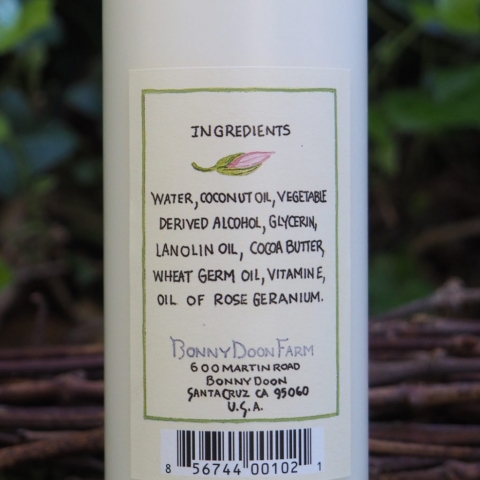 INGREDIENTS
WATER, COCONUT OIL, VEGETABLE
DERIVED ALCOHOL, GLYCERIN,
LANOLIN OIL, COCOA BUTTER,
WHEAT GERM OIL, VITAMIN E,
OIL OF ROSE GERANIUM.
BONNY DOON FARM
600 MARTIN ROAD
BONNY DOON
SANTA CRUZ CA 95060
U.S.A.
8 56744 00102 1